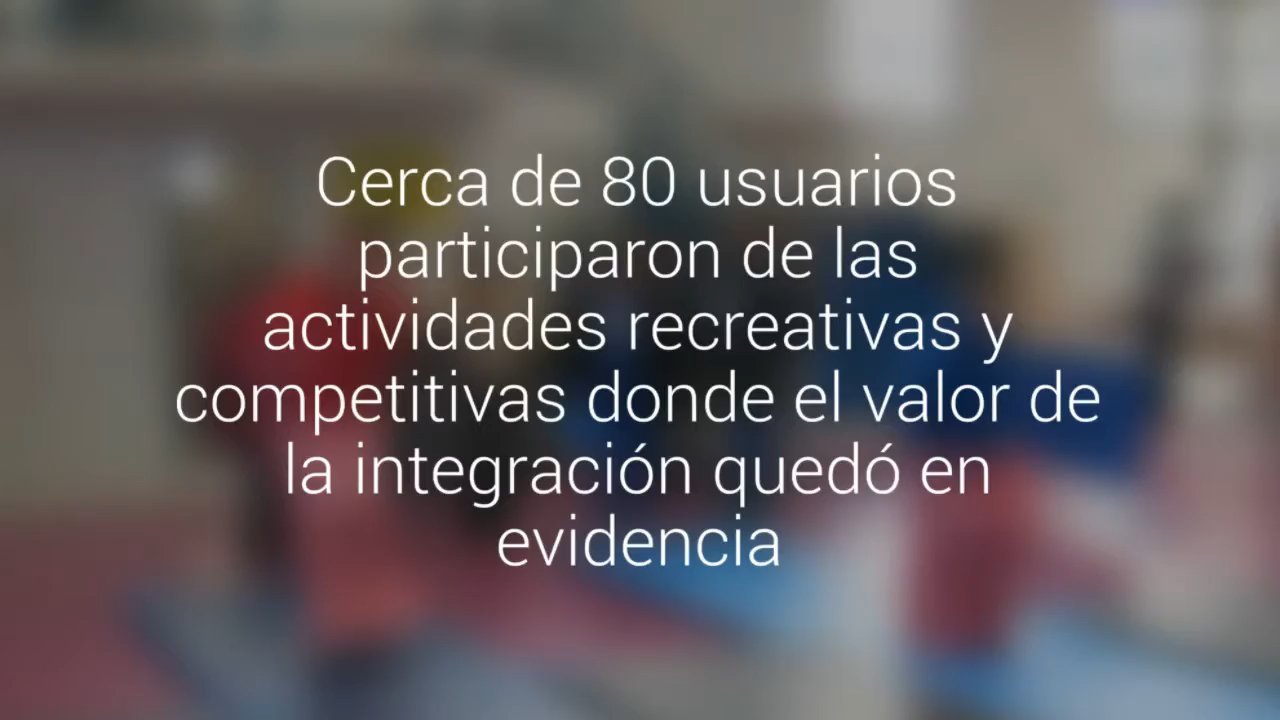 Cerca de 80 usuarios
participaron de las
actividades recreativas y
competitivas donde el valor de
la integración quedó en
evidencia